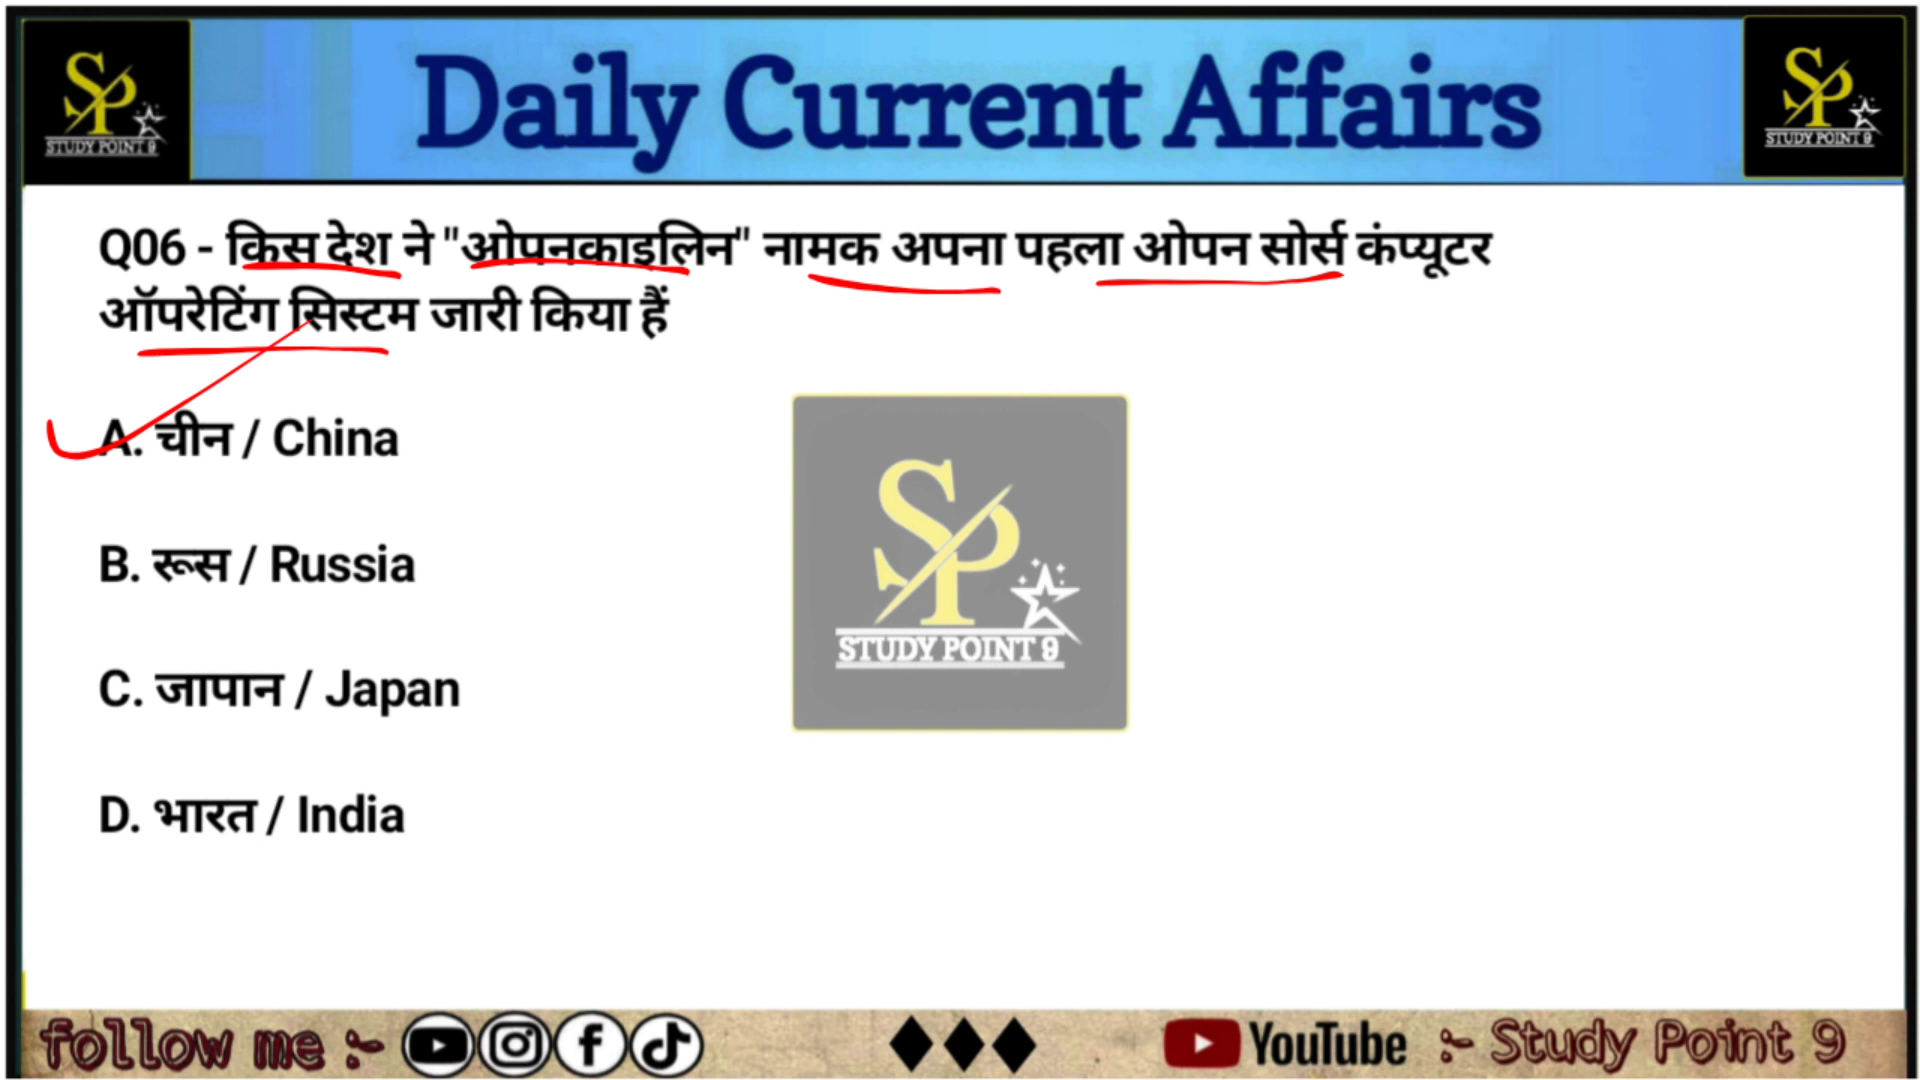 SP
STUDY POINT 9
Daily Current Affairs
SP
STUDY POINT 9
Q06 - किस देश ने "ओपनकाइलिन" नामक अपना पहला ओपन सोर्स कंप्यूटर
ऑपरेटिंग सिस्टम जारी किया हैं
A. चीन / China
B. रूस / Russia
C. जापान / Japan
D. भारत / India
SP
STUDY POINT 9
follow me :-
YouTube :- Study Point 9